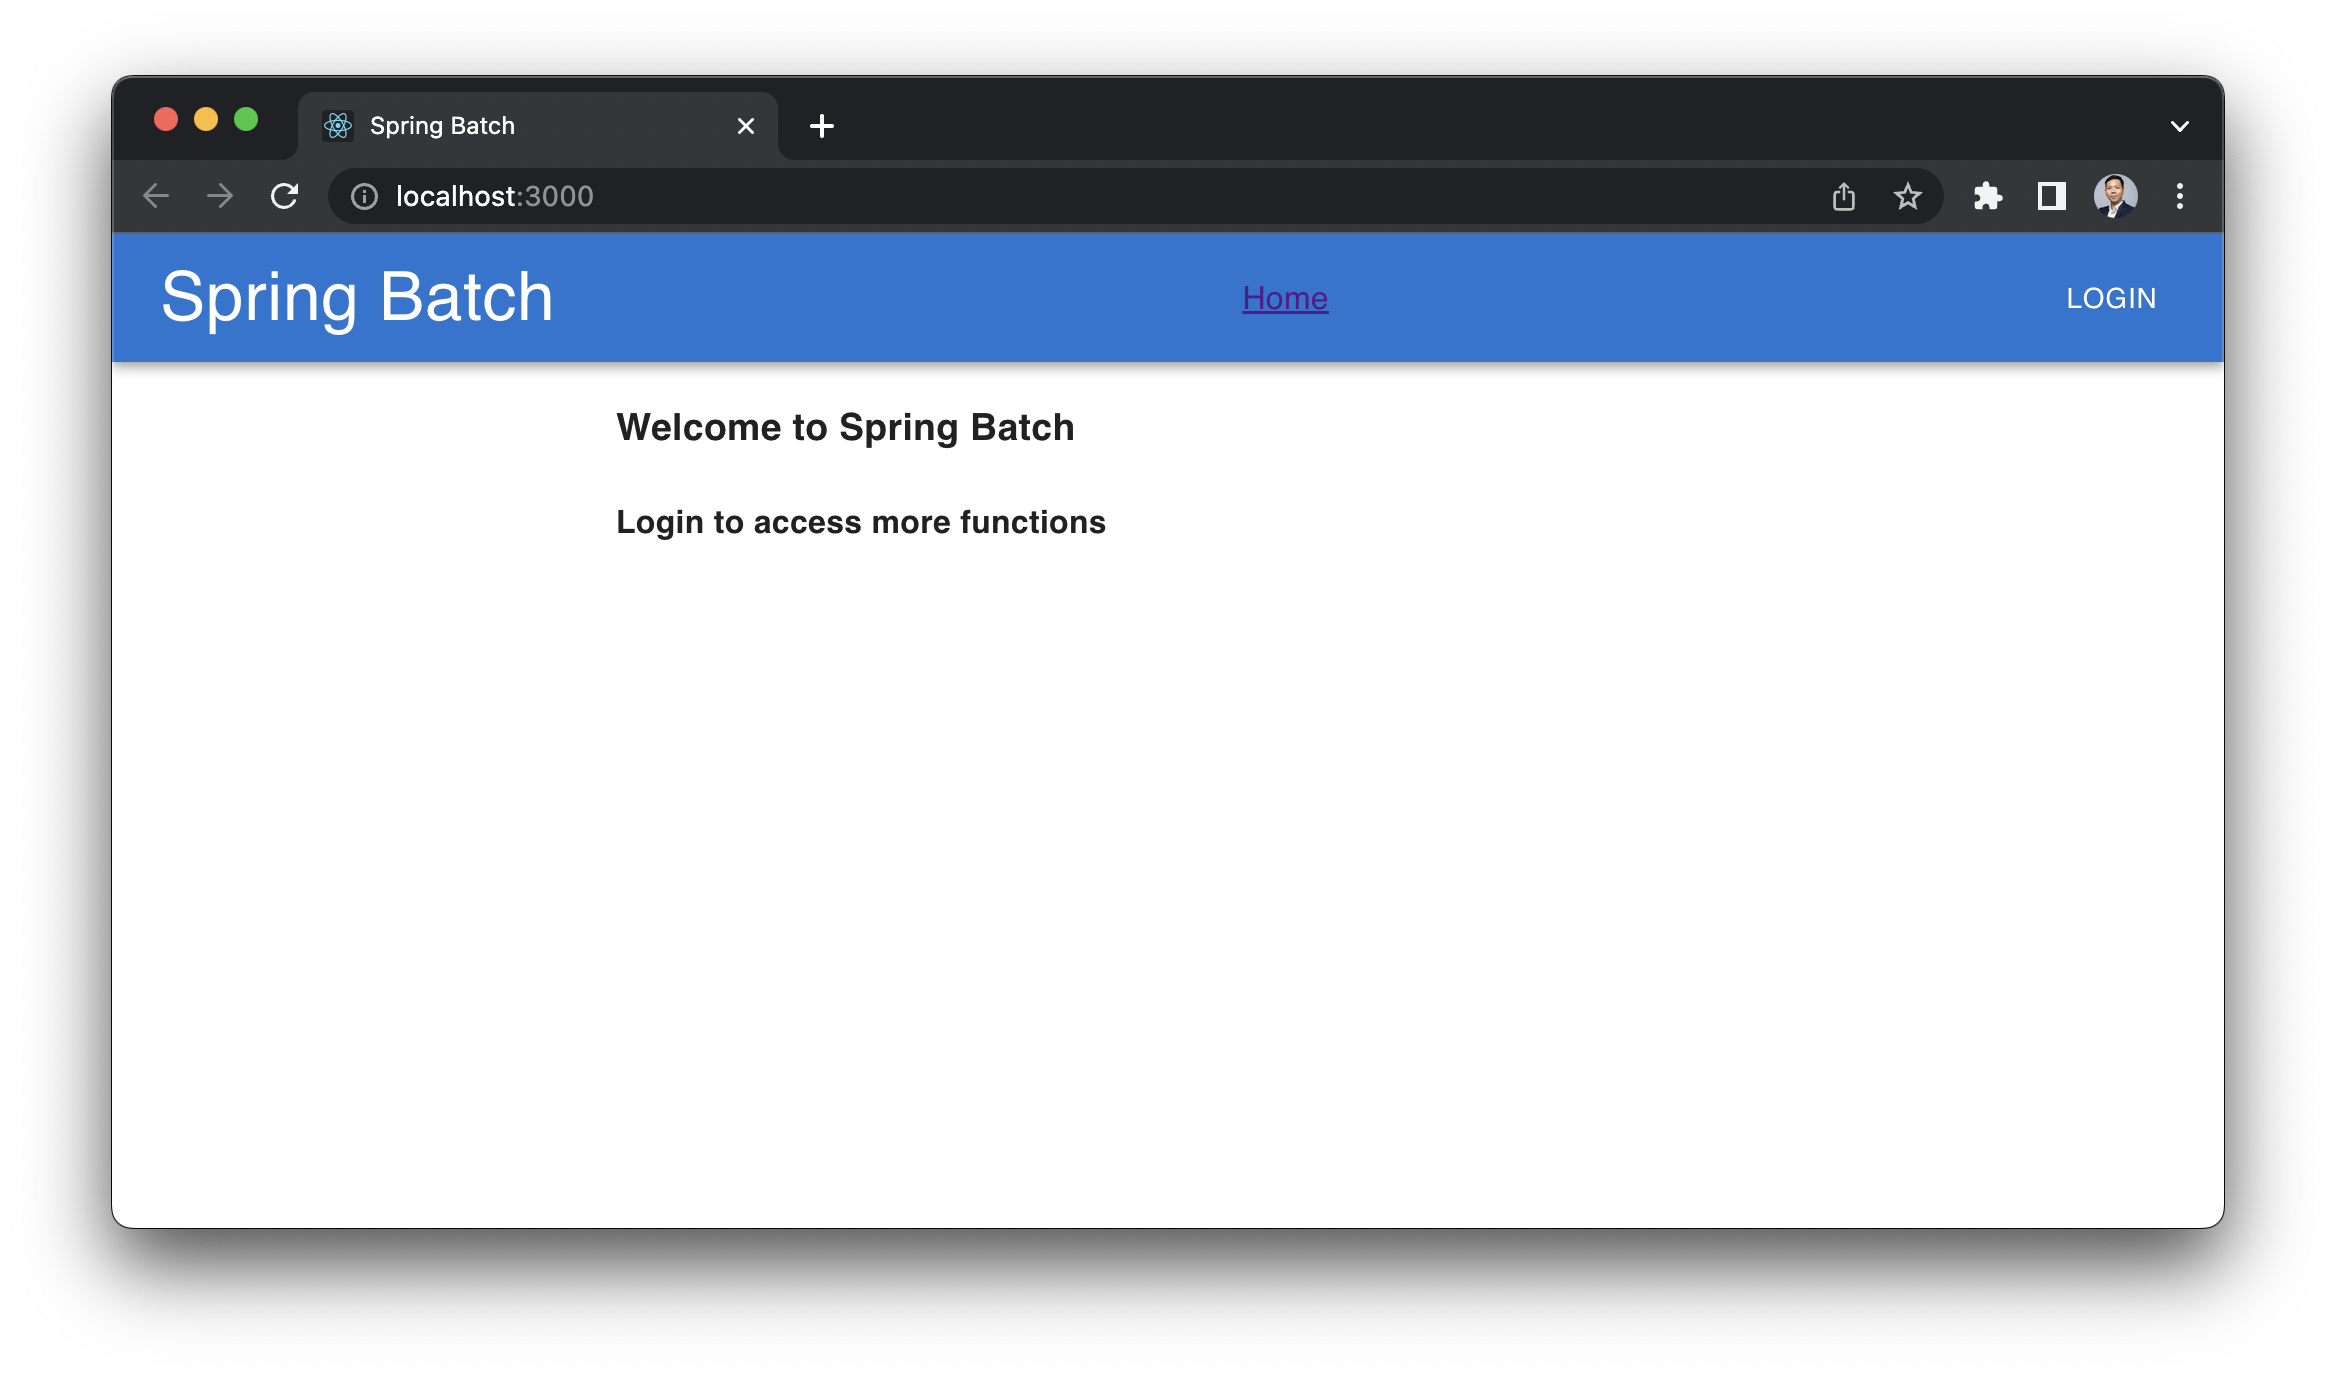 Spring Batch
localhost:3000
Spring Batch
Home
LOGIN
Welcome to Spring Batch
Login to access more functions